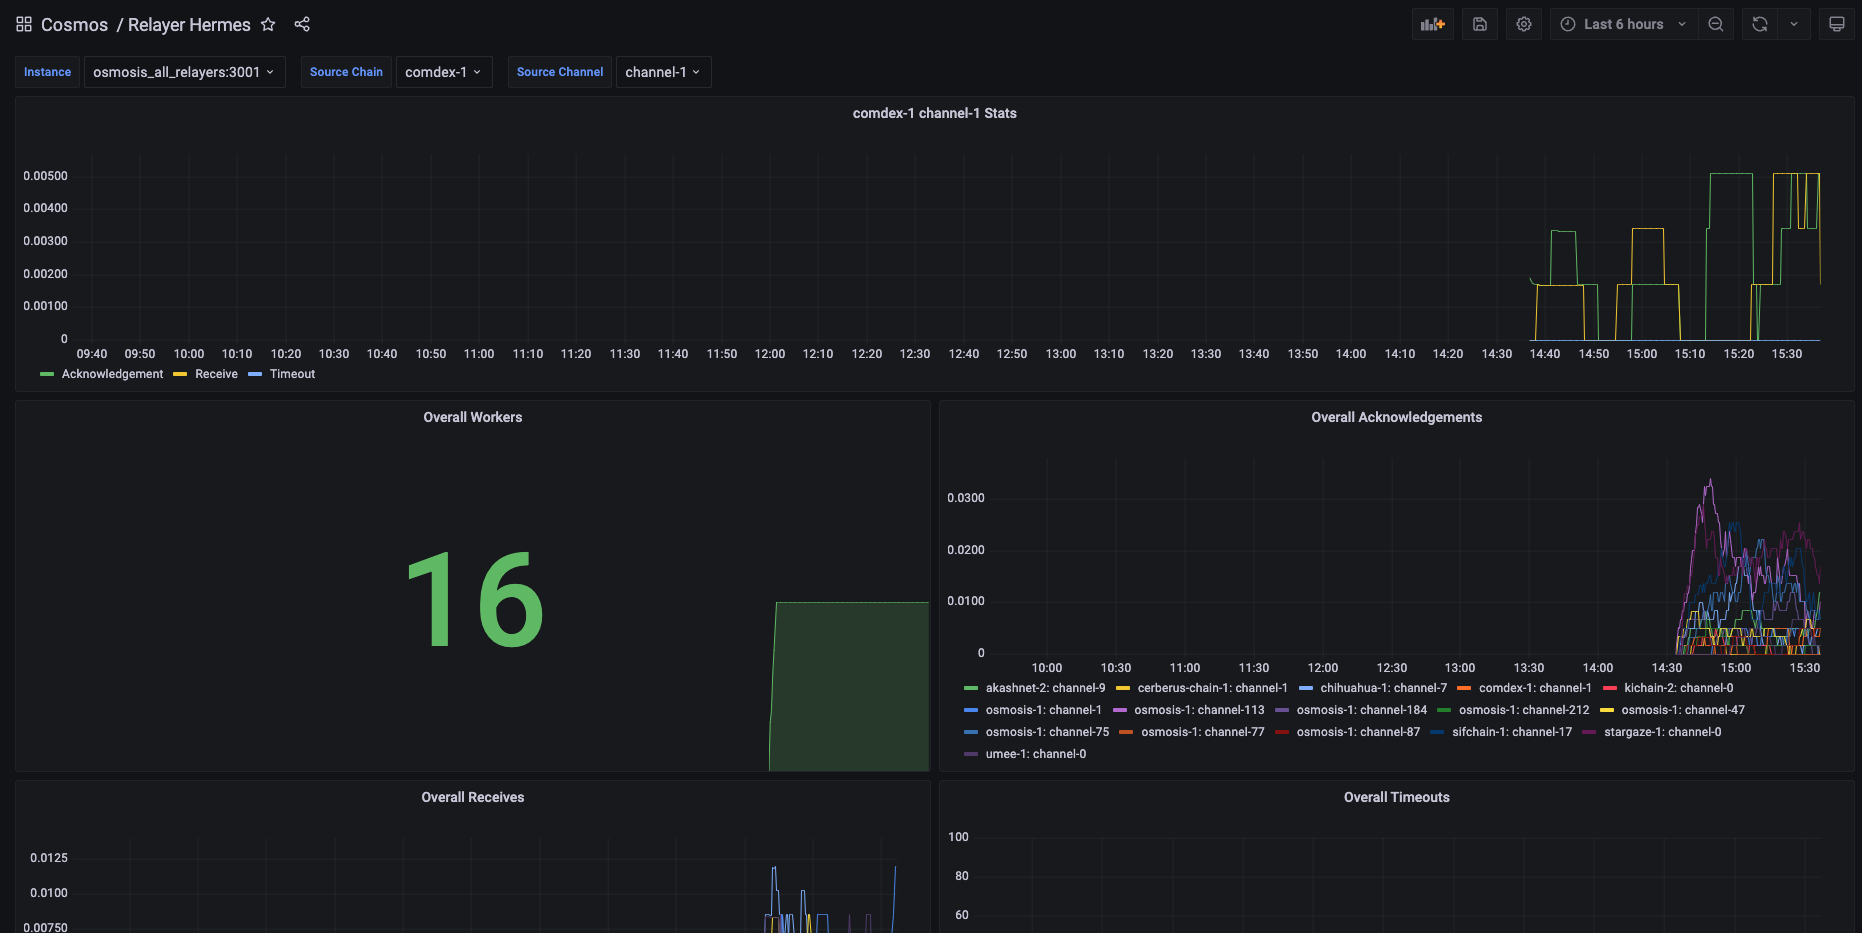 Cosmos / Relayer Hermes
Last 6 hours
Instance osmosis_all_relayers:3001 Source Chain comdex-1 Source Channel channel-1
comdex-1 channel-1 Stats
0.00500
0.00400
0.00300
0.00200
0.00100
0
09:40 09:50 10:00 10:10 10:20 10:30 10:40 10:50 11:00 11:10 11:20 11:30 11:40 11:50 12:00 12:10 12:20 12:30 12:40 12:50 13:00 13:10 13:20 13:30 13:40 13:50 14:00 14:10 14:20 14:30 14:40 14:50 15:00 15:10 15:20 15:30
Acknowledgement Receive Timeout
Overall Workers
16
Overall Acknowledgements
0.0300
0.0200
0.0100
0
10:00 10:30 11:00 11:30 12:00 12:30 13:00 13:30 14:00 14:30 15:00 15:30
akashnet-2: channel-9 cerberus-chain-1: channel-1 chihuahua-1: channel-7 comdex-1: channel-1 kichain-2: channel-0
osmosis-1: channel-1 osmosis-1: channel-113 osmosis-1: channel-184 osmosis-1: channel-212 osmosis-1: channel-47
osmosis-1: channel-75 osmosis-1: channel-77 osmosis-1: channel-87 sifchain-1: channel-17 stargaze-1: channel-0
umee-1: channel-0
Overall Receives
0.0125
0.0100
0.00750
Overall Timeouts
100
80
60